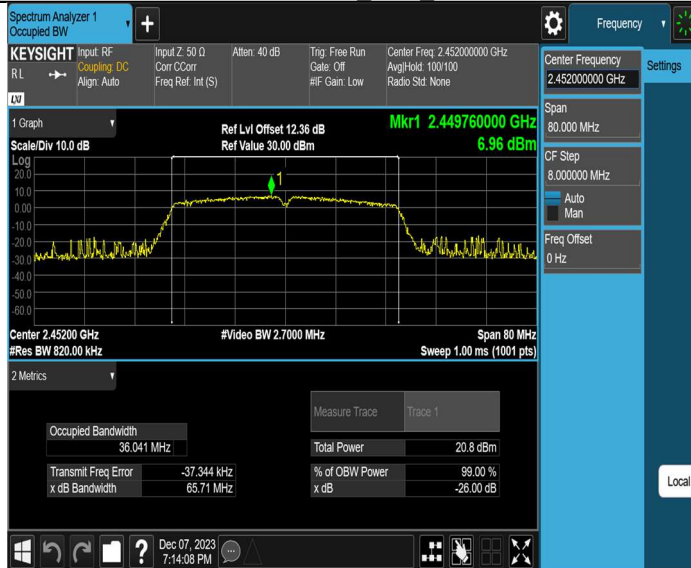 Spectrum Analyzer 1
Occupied BW
Frequency
KEYSIGHT
Input: RF
Input Z: 50 Ω
Atten: 40 dB
Trig: Free Run
Center Freq: 2.452000000 GHz
RL
Coupling: DC
Corr CCorr
Gate: Off
Avg|Hold: 100/100
Align: Auto
Freq Ref: Int (S)
#IF Gain: Low
Radio Std: None
LXI
Center Frequency
2.452000000 GHz
Settings
Span
80.000 MHz
CF Step
8.000000 MHz
Auto
Man
Freq Offset
0 Hz
1 Graph
Ref Lvl Offset 12.36 dB
Mkr1 2.449760000 GHz
Scale/Div 10.0 dB
Ref Value 30.00 dBm
6.96 dBm
Log
20.0
10.0
0.00
-10.0
-20.0
-30.0
-40.0
-50.0
-60.0
1
Center 2.45200 GHz
#Video BW 2.7000 MHz
Span 80 MHz
#Res BW 820.00 kHz
Sweep 1.00 ms (1001 pts)
2 Metrics
Measure Trace
Trace 1
Occupied Bandwidth
36.041 MHz
Total Power
20.8 dBm
Transmit Freq Error
-37.344 kHz
% of OBW Power
99.00 %
x dB Bandwidth
65.71 MHz
x dB
-26.00 dB
Local
?
Dec 07, 2023
7:14:08 PM